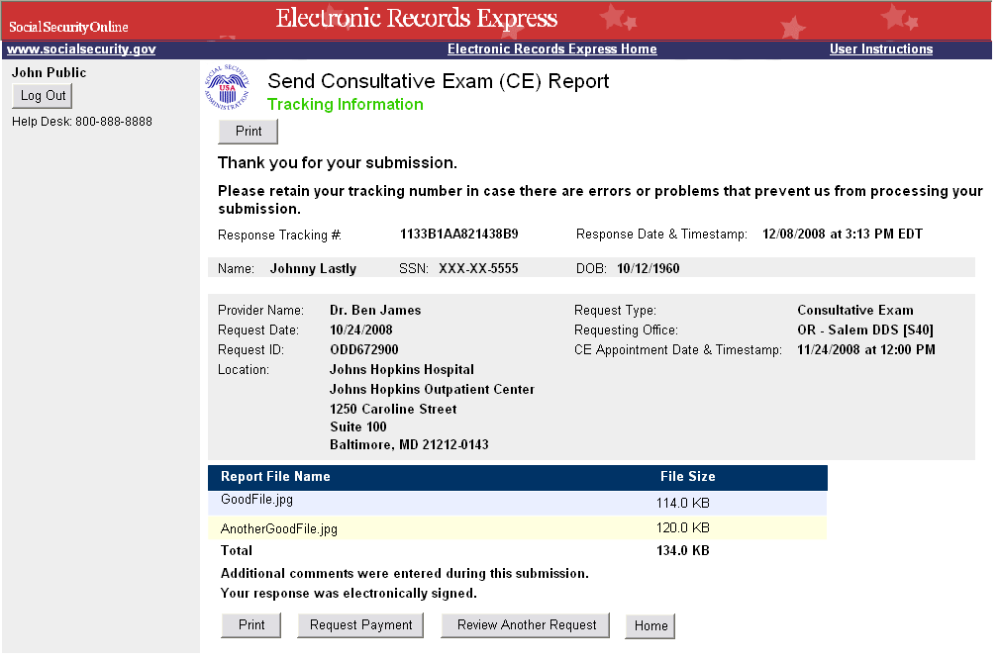 Social Security Online
Electronic Records Express
www.socialsecurity.gov
Electronic Records Express Home
User Instructions
John Public
Log Out
Help Desk: 800-888-8888
SOCIAL SECURITY ADMINISTRATION
USA
Send Consultative Exam (CE) Report
Tracking Information
Print
Thank you for your submission.
Please retain your tracking number in case there are errors or problems that prevent us from processing your
submission.
Response Tracking #: 1133B1AA821438B9 Response Date & Timestamp: 12/08/2008 at 3:13 PM EDT
Name: Johnny Lastly SSN: XXX-XX-5555 DOB: 10/12/1960
Provider Name: Dr. Ben James Request Type: Consultative Exam
Request Date: 10/24/2008 Requesting Office: OR - Salem DDS [S40]
Request ID: ODD672900 CE Appointment Date & Timestamp: 11/24/2008 at 12:00 PM
Location: Johns Hopkins Hospital
Johns Hopkins Outpatient Center
1250 Caroline Street
Suite 100
Baltimore, MD 21212-0143
Report File Name File Size
GoodFile.jpg 114.0 KB
AnotherGoodFile.jpg 120.0 KB
Total 134.0 KB
Additional comments were entered during this submission.
Your response was electronically signed.
Print Request Payment Review Another Request Home